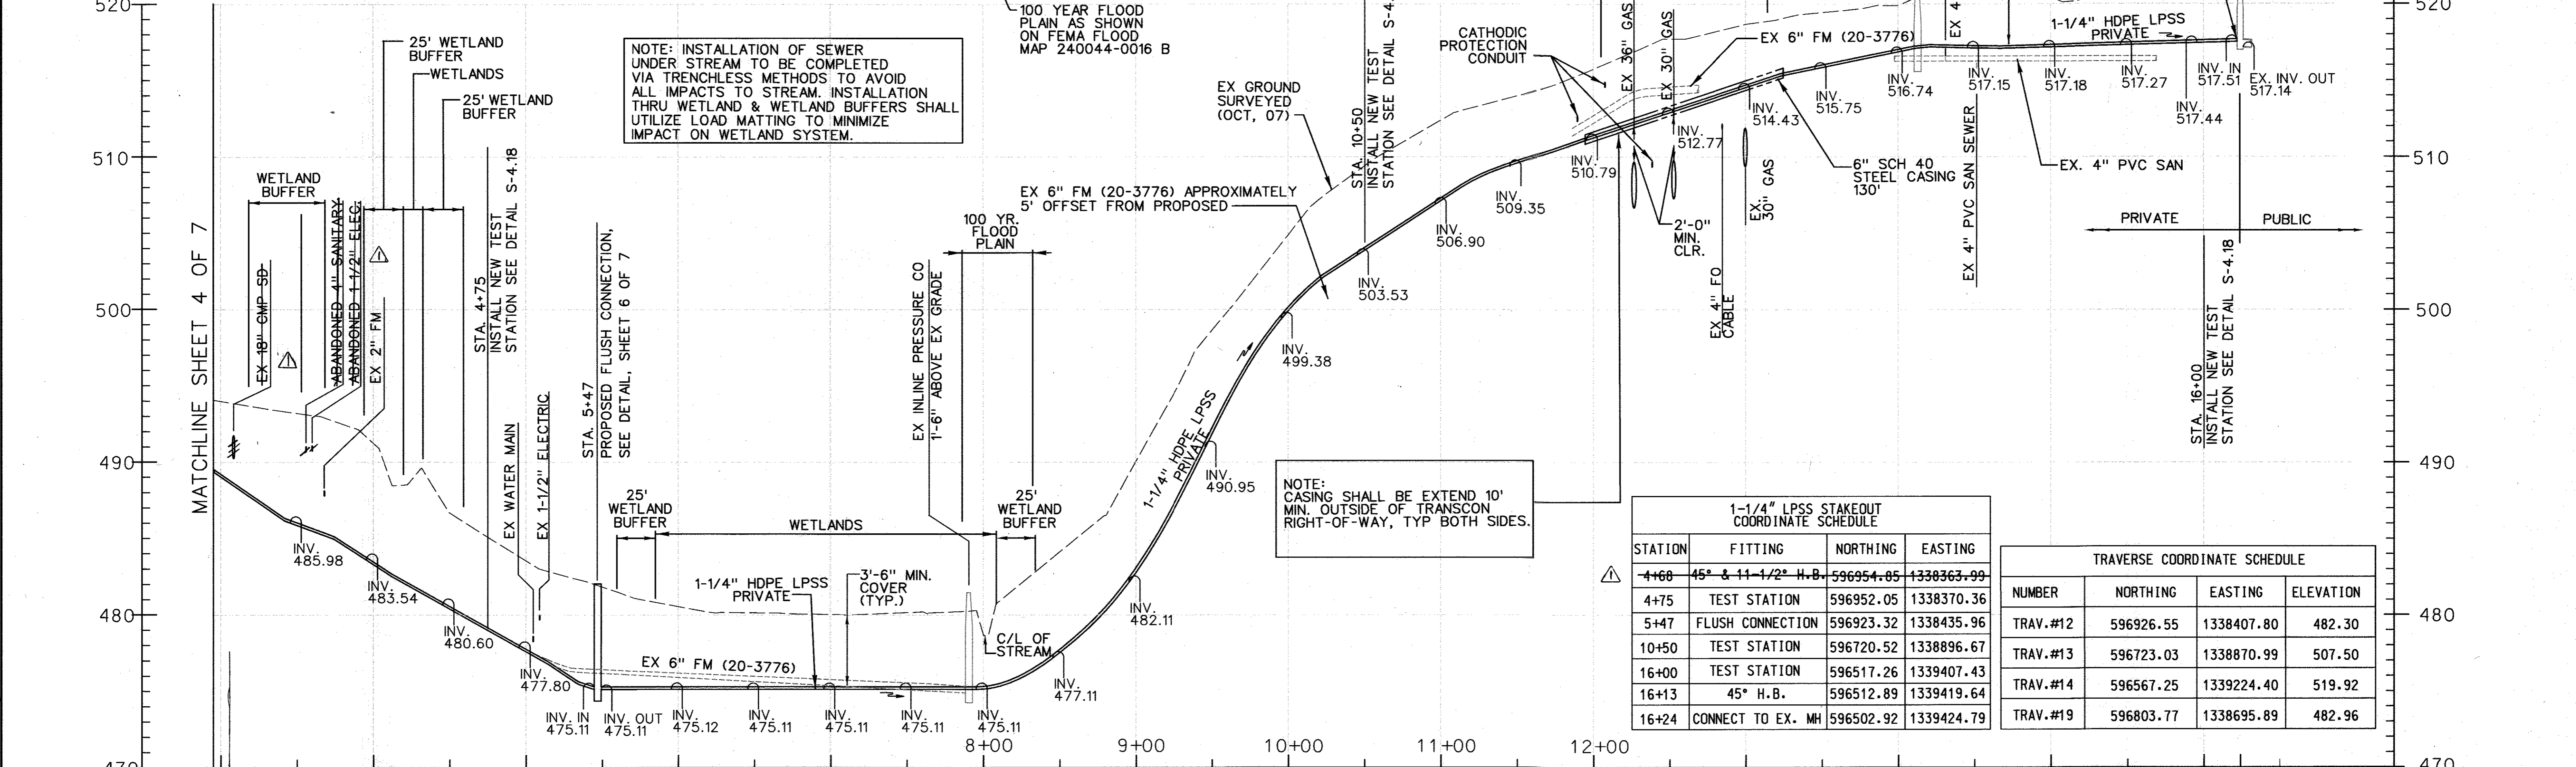 520
510
500
490
480
470
MATCHLINE SHEET 4 OF 7
25' WETLAND
BUFFER
WETLANDS
25' WETLAND
BUFFER
WETLAND
BUFFER
EX 18" CMP SD
ABANDONED 4" SANITARY
ABANDONED 1-1/2" ELEC.
EX 2" FM
STA. 4+75
INSTALL NEW TEST
STATION SEE DETAIL S-4.18
NOTE: INSTALLATION OF SEWER
UNDER STREAM TO BE COMPLETED
VIA TRENCHLESS METHODS TO AVOID
ALL IMPACTS TO STREAM. INSTALLATION
THRU WETLAND & WETLAND BUFFERS SHALL
UTILIZE LOAD MATTING TO MINIMIZE
IMPACT ON WETLAND SYSTEM.
100 YEAR FLOOD
PLAIN AS SHOWN
ON FEMA FLOOD
MAP 240044-0016 B
EX WATER MAIN
EX 1-1/2" ELECTRIC
STA. 5+47
PROPOSED FLUSH CONNECTION,
SEE DETAIL, SHEET 6 OF 7
25'
WETLAND
BUFFER
WETLANDS
25'
WETLAND
BUFFER
EX INLINE PRESSURE CO
1'-6" ABOVE EX GRADE
100 YR.
FLOOD
PLAIN
1-1/4" HDPE LPSS
PRIVATE
3'-6" MIN.
COVER
(TYP.)
C/L OF
STREAM
EX 6" FM (20-3776)
INV.
485.98
INV.
483.54
INV.
480.60
INV.
477.80
INV. IN
475.11
INV. OUT
475.11
INV.
475.12
INV.
475.11
INV.
475.11
INV.
475.11
INV.
475.11
INV.
477.11
INV.
482.11
INV.
490.95
INV.
499.38
INV.
503.53
INV.
506.90
INV.
509.35
INV.
510.79
INV.
512.77
INV.
514.43
INV.
515.75
INV.
516.74
INV.
517.15
INV.
517.18
INV.
517.27
INV.
517.44
INV. IN
517.51
EX. INV. OUT
517.14
1-1/4" HDPE LPSS
PRIVATE
EX 6" FM (20-3776) APPROXIMATELY
5' OFFSET FROM PROPOSED
EX GROUND
SURVEYED
(OCT, 07)
STA. 10+50
INSTALL NEW TEST
STATION SEE DETAIL S-4.
CATHODIC
PROTECTION
CONDUIT
EX 36" GAS
EX 30" GAS
EX 6" FM (20-3776)
2'-0"
MIN.
CLR.
EX 4" FO
CABLE
EX.
30" GAS
6" SCH 40
STEEL CASING
130'
EX 4" PVC SAN SEWER
EX 4
EX. 4" PVC SAN
1-1/4" HDPE LPSS
PRIVATE
PRIVATE
PUBLIC
STA. 16+00
INSTALL NEW TEST
STATION SEE DETAIL S-4.18
NOTE:
CASING SHALL BE EXTEND 10'
MIN. OUTSIDE OF TRANSCON
RIGHT-OF-WAY, TYP BOTH SIDES.
1-1/4" LPSS STAKEOUT
COORDINATE SCHEDULE
STATION FITTING NORTHING EASTING
4+68 45° & 11-1/2° H.B. 596954.85 1338363.99
4+75 TEST STATION 596952.05 1338370.36
5+47 FLUSH CONNECTION 596923.32 1338435.96
10+50 TEST STATION 596720.52 1338896.67
16+00 TEST STATION 596517.26 1339407.43
16+13 45° H.B. 596512.89 1339419.64
16+24 CONNECT TO EX. MH 596502.92 1339424.79
TRAVERSE COORDINATE SCHEDULE
NUMBER NORTHING EASTING ELEVATION
TRAV.#12 596926.55 1338407.80 482.30
TRAV.#13 596723.03 1338870.99 507.50
TRAV.#14 596567.25 1339224.40 519.92
TRAV.#19 596803.77 1338695.89 482.96
520
510
500
490
480
470
8+00
9+00
10+00
11+00
12+00